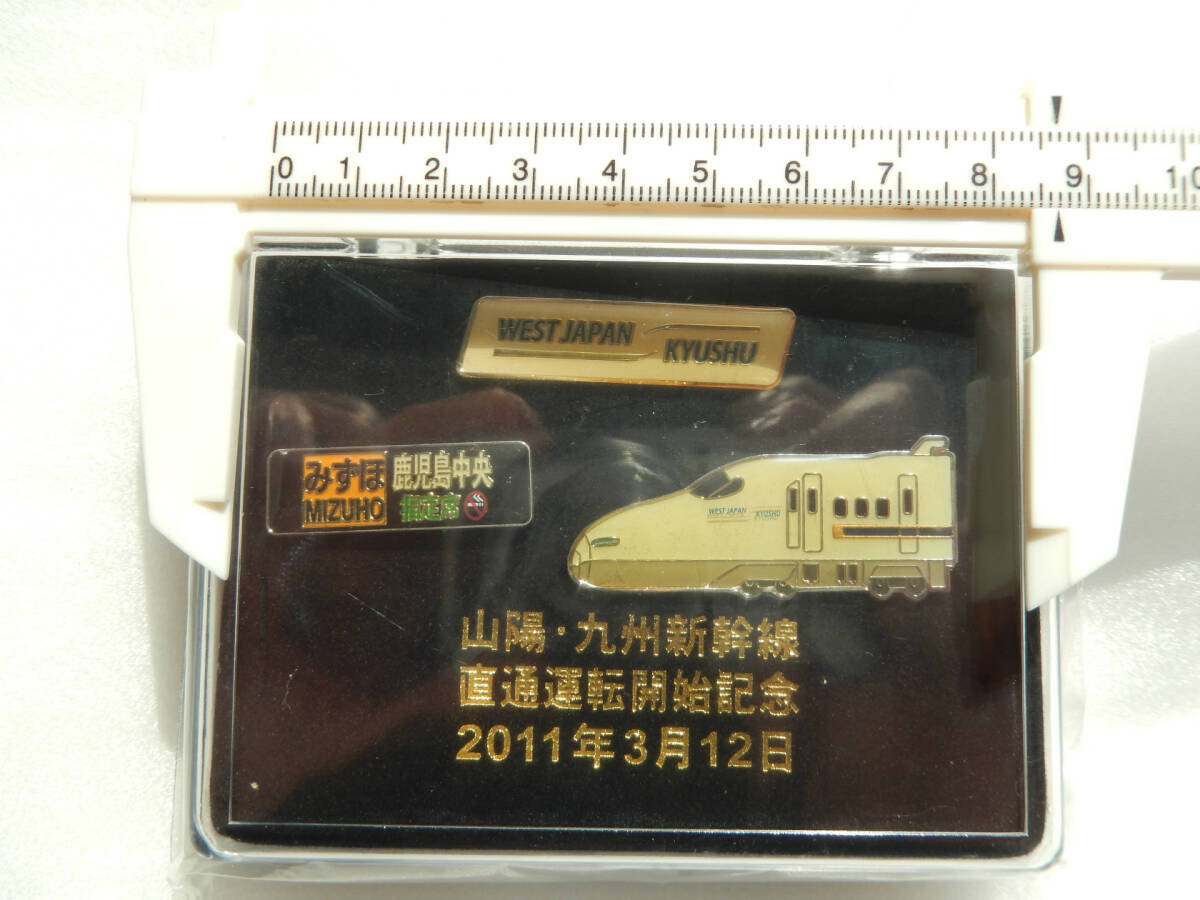 0 1 2 3 4 5 6 7 8 9 10
WEST JAPAN
KYUSHU
みずほ 鹿児島中央
MIZUHO 指定席
WEST JAPAN KYUSHU
山陽・九州新幹線
直通運転開始記念
2011年3月12日